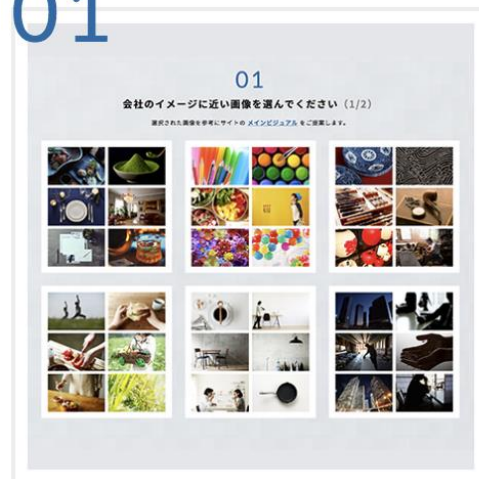 01
01
会社のイメージに近い画像を選んでください（1/2）
選択された画像を参考にサイトの メインビジュアル をご提案します。